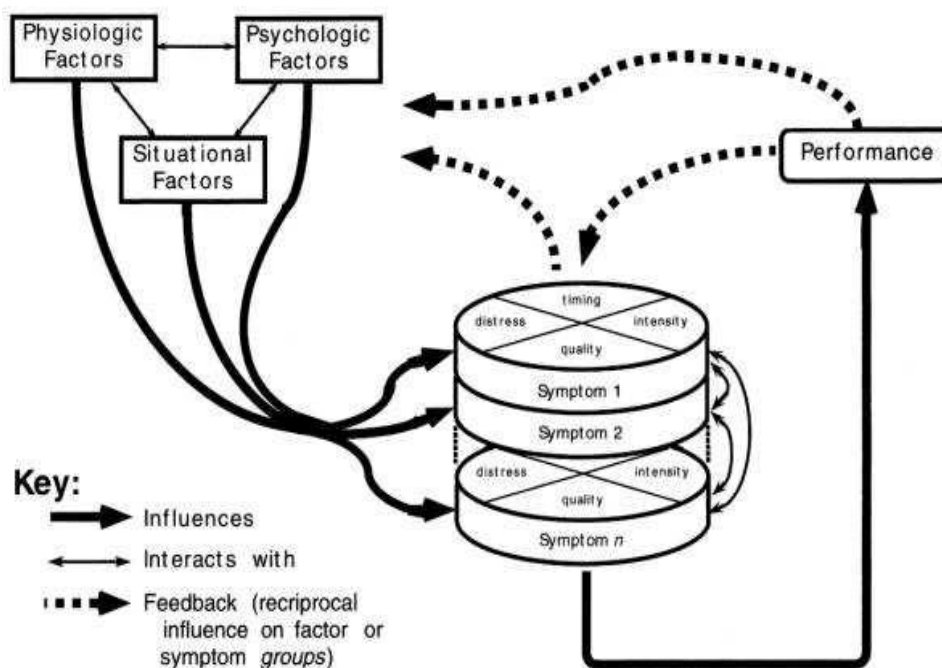 Physiologic
Factors
Psychologic
Factors
Situational
Factors
Performance
timing
distress
intensity
quality
Symptom 1
Symptom 2
distress
intensity
quality
Symptom n
Key:
Influences
Interacts with
Feedback (recriprocal
influence on factor or
symptom groups)